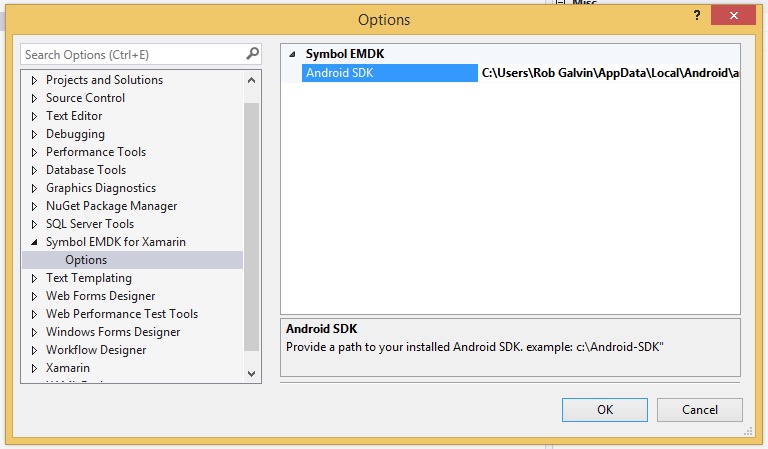 Misc
Options
?
Search Options (Ctrl+E)
Projects and Solutions
Source Control
Text Editor
Debugging
Performance Tools
Database Tools
Graphics Diagnostics
NuGet Package Manager
SQL Server Tools
Symbol EMDK for Xamarin
Options
Text Templating
Web Forms Designer
Web Performance Test Tools
Windows Forms Designer
Workflow Designer
Xamarin
Symbol EMDK
Android SDK C:\Users\Rob Galvin\AppData\Local\Android\a
Android SDK
Provide a path to your installed Android SDK. example: c:\Android-SDK"
OK Cancel